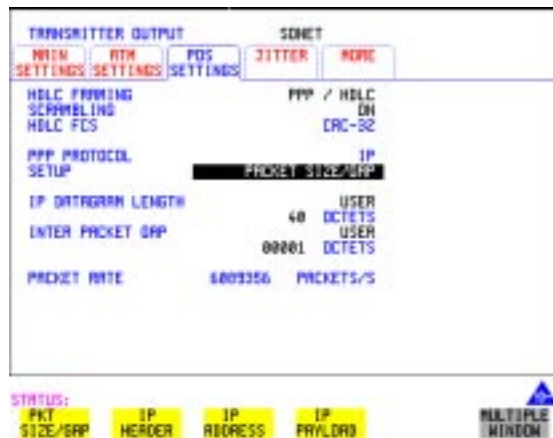 TRANSMITTER OUTPUT SONET
MAIN SETTINGS ATM SETTINGS POS SETTINGS JITTER MORE
HDLC FRAMING PPP / HDLC
SCRAMBLING ON
HDLC FCS CRC-32
PPP PROTOCOL IP
SETUP PACKET SIZE/GAP
IP DATAGRAM LENGTH USER
40 OCTETS
INTER PACKET GAP USER
00001 OCTETS
PACKET RATE 6009356 PACKETS/S
STATUS:
PKT SIZE/GAP IP HEADER IP ADDRESS IP PAYLOAD MULTIPLE WINDOW